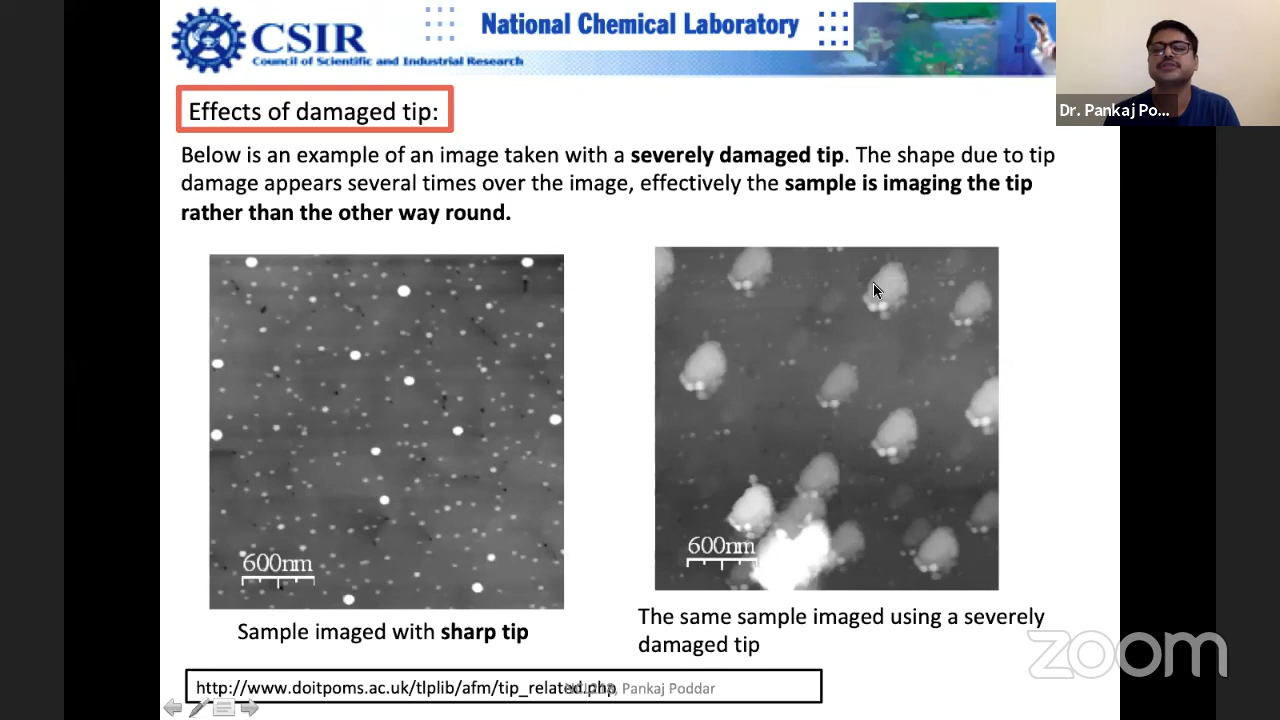 CSIR
Council of Scientific and Industrial Research
National Chemical Laboratory
Dr. Pankaj Po...
Effects of damaged tip:
Below is an example of an image taken with a severely damaged tip. The shape due to tip
damage appears several times over the image, effectively the sample is imaging the tip
rather than the other way round.
600nm
600nm
Sample imaged with sharp tip
The same sample imaged using a severely
damaged tip
zoom
http://www.doitpoms.ac.uk/tlplib/afm/tip_related.php
Pankaj Poddar